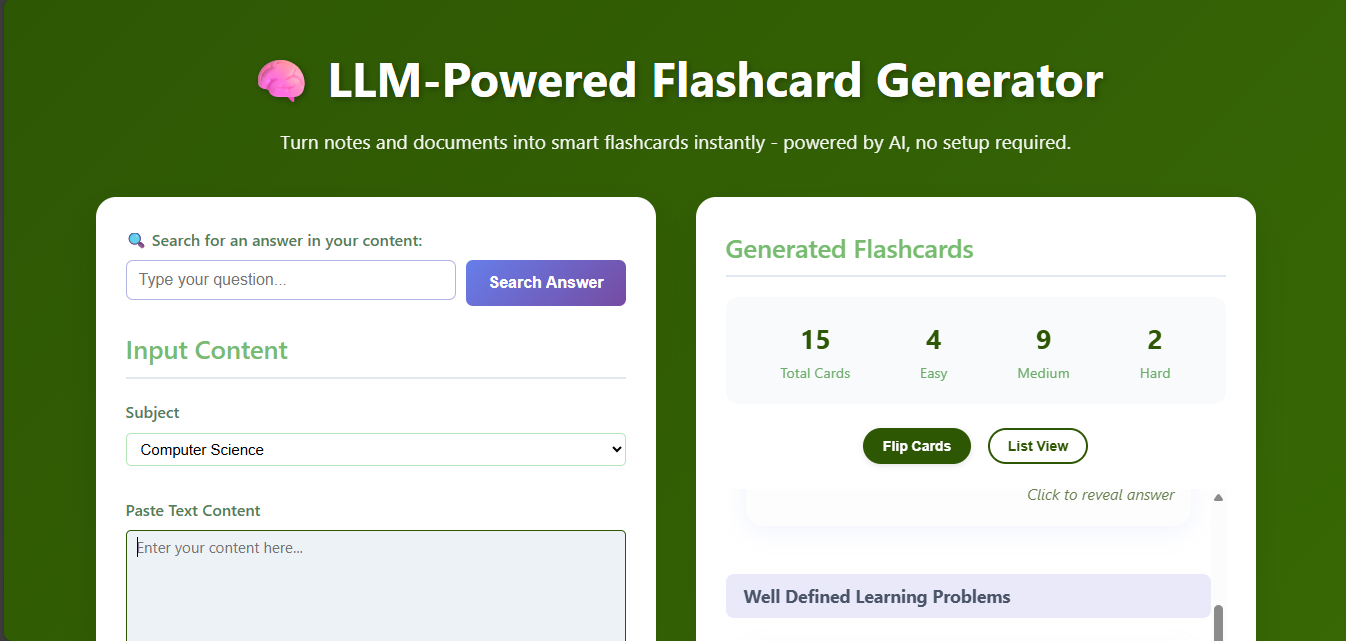 LLM-Powered Flashcard Generator
Turn notes and documents into smart flashcards instantly - powered by AI, no setup required.
Search for an answer in your content:
Type your question...
Search Answer
Input Content
Subject
Computer Science
Paste Text Content
Enter your content here...
Generated Flashcards
15 4 9 2
Total Cards Easy Medium Hard
Flip Cards List View
Click to reveal answer
Well Defined Learning Problems